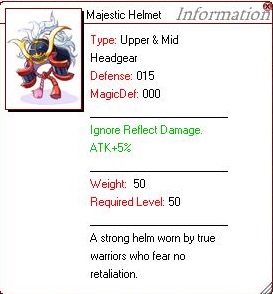 Majestic Helmet
Information
Type: Upper & Mid
Headgear
Defense: 015
MagicDef: 000
Ignore Reflect Damage.
ATK+5%
Weight: 50
Required Level: 50
A strong helm worn by true
warriors who fear no
retaliation.